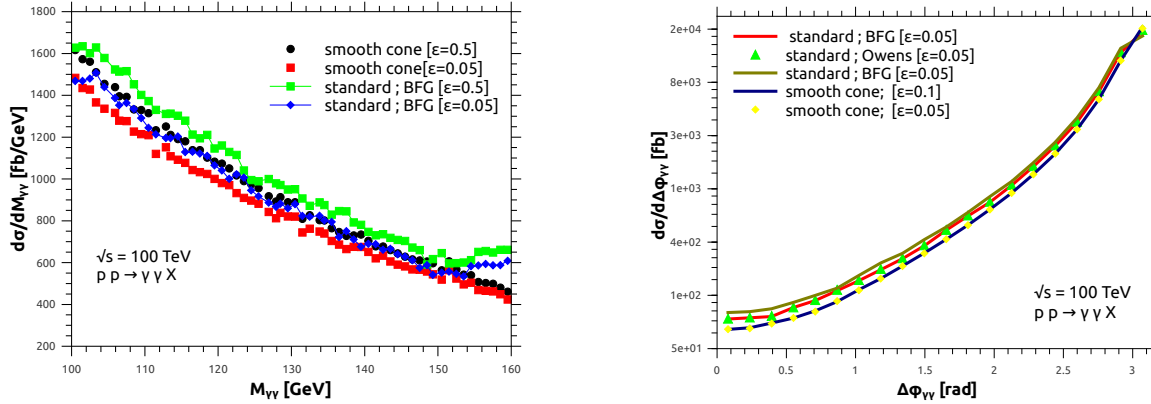 1800
1600
1400
1200
1000
800
600
400
200
dσ/dMγγ [Fb/GeV]
smooth cone [ε=0.5]
smooth cone[ε=0.05]
standard ; BFG [ε=0.5]
standard ; BFG [ε=0.05]
√s = 100 TeV
p p → γ γ X
100 110 120 130 140 150 160
Mγγ [GeV]
2e+04
8e+03
3e+03
1e+03
4e+02
1e+02
5e+01
dσ/dΔφγγ [Fb]
standard ; BFG [ε=0.05]
standard ; Owens [ε=0.05]
standard ; BFG [ε=0.05]
smooth cone; [ε=0.1]
smooth cone; [ε=0.05]
√s = 100 TeV
p p → γ γ X
0 0.5 1 1.5 2 2.5 3
Δφγγ [rad]